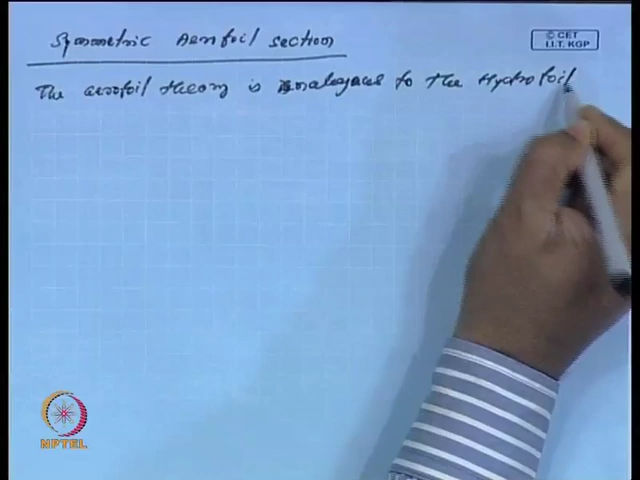 Symmetric Aerofoil section
© CET
I.I.T. KGP
The aerofoil theory is analogous to the Hydrofoil
NPTEL